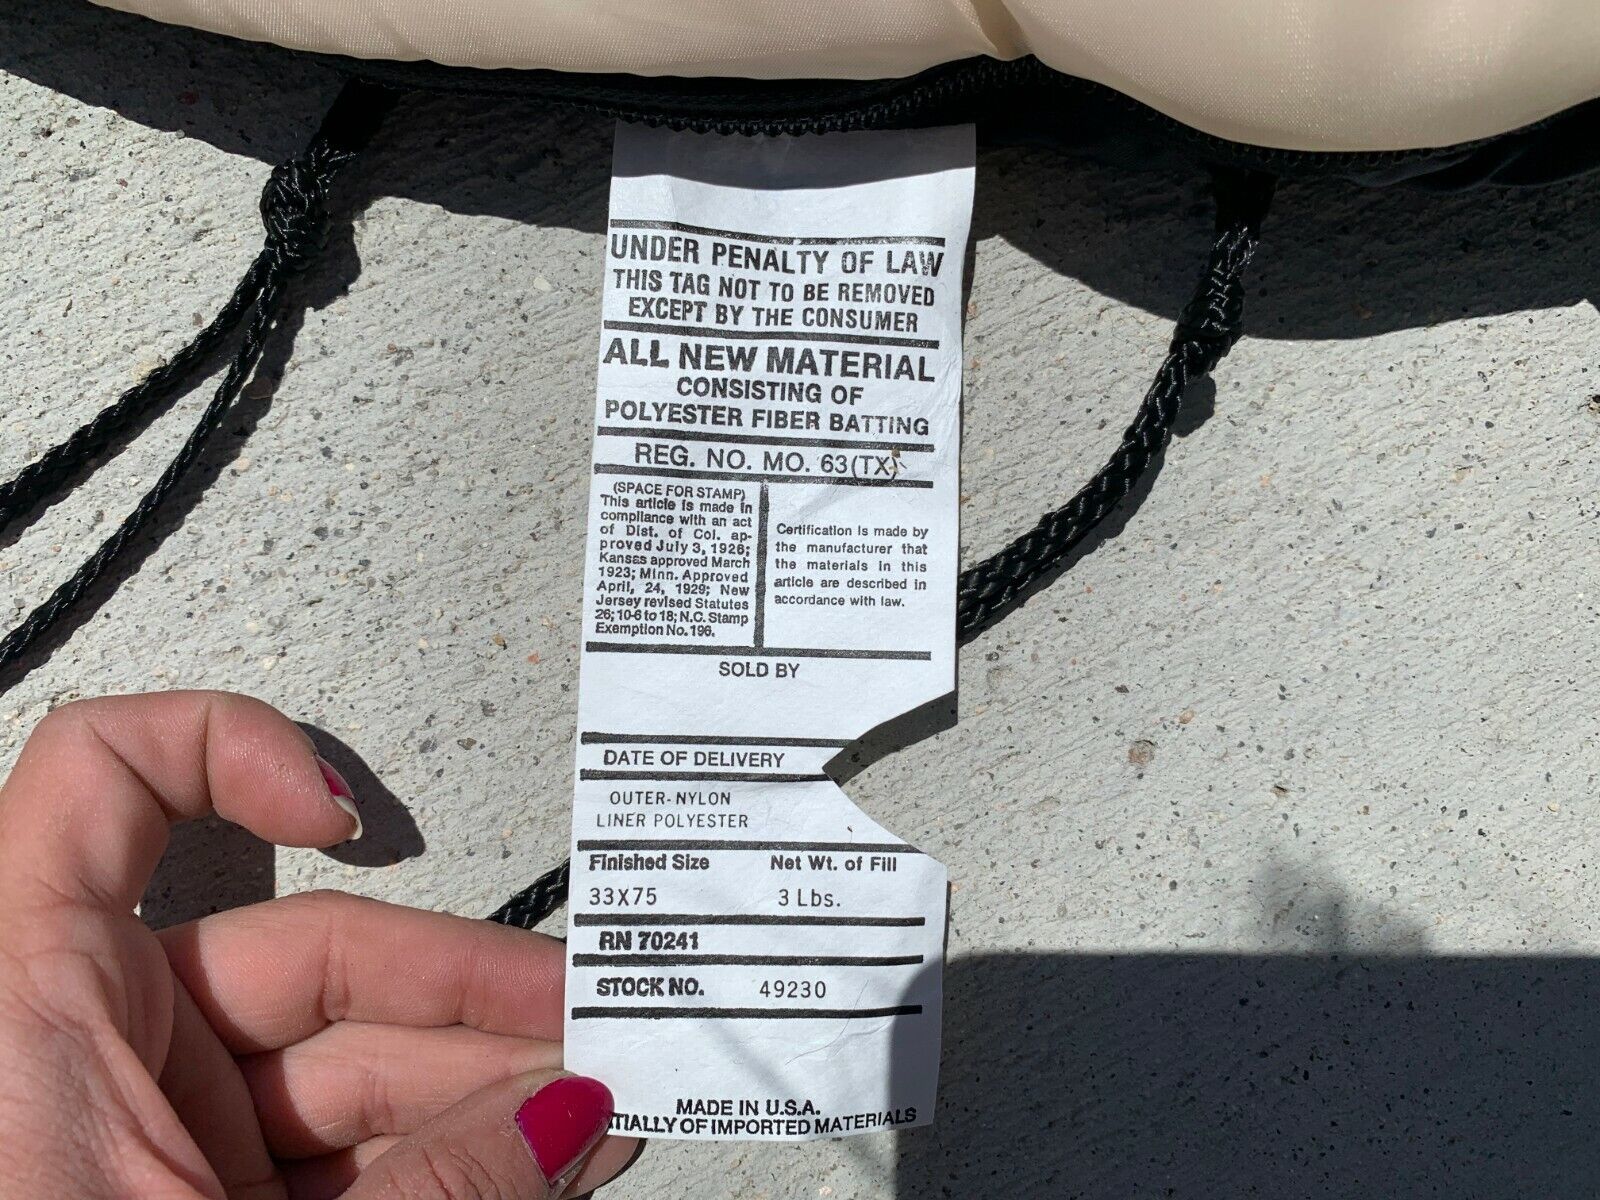 UNDER PENALTY OF LAW
THIS TAG NOT TO BE REMOVED
EXCEPT BY THE CONSUMER
ALL NEW MATERIAL
CONSISTING OF
POLYESTER FIBER BATTING
REG. NO. MO. 63(TX)
(SPACE FOR STAMP)
This article is made in
compliance with an act
of Dist. of Col. ap-
proved July 3, 1926;
Kansas approved March
1923; Minn. Approved
April, 24, 1929; New
Jersey revised Statutes
26; 10-6 to 18; N.C. Stamp
Exemption No. 196.
Certification is made by
the manufacturer that
the materials in this
article are described in
accordance with law.
SOLD BY
DATE OF DELIVERY
OUTER-NYLON
LINER POLYESTER
Finished Size Net Wt. of Fill
33X75 3 Lbs.
RN 70241
STOCK NO. 49230
MADE IN U.S.A.
OF IMPORTED MATERIALS